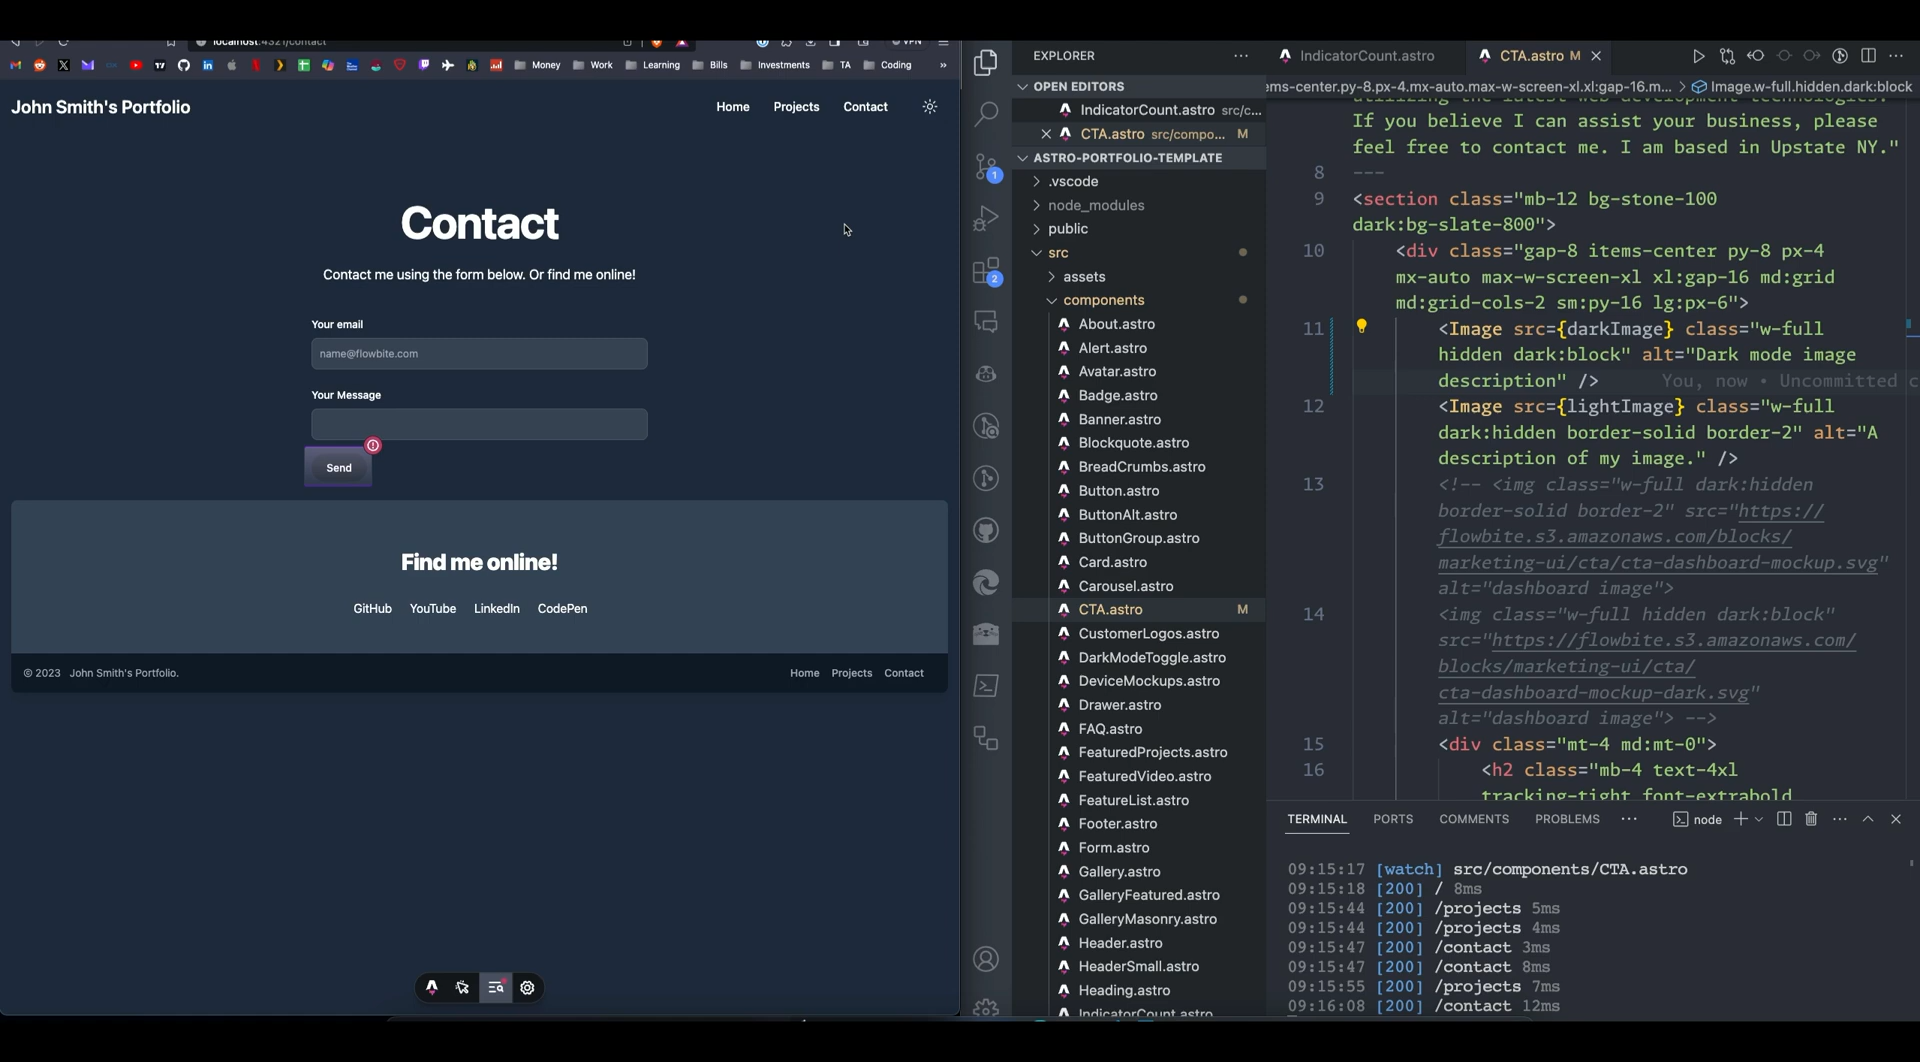 localhost:4321/contact
VPN
Money
Work
Learning
Bills
Investments
TA
Coding
»
John Smith's Portfolio
Home
Projects
Contact
Contact
Contact me using the form below. Or find me online!
Your email
name@flowbite.com
Your Message
Send
Find me online!
GitHub
YouTube
LinkedIn
CodePen
© 2023 John Smith's Portfolio.
Home
Projects
Contact
1
2
EXPLORER
OPEN EDITORS
IndicatorCount.astro src/c...
CTA.astro src/compo... M
ASTRO-PORTFOLIO-TEMPLATE
.vscode
node_modules
public
src
assets
components
About.astro
Alert.astro
Avatar.astro
Badge.astro
Banner.astro
Blockquote.astro
BreadCrumbs.astro
Button.astro
ButtonAlt.astro
ButtonGroup.astro
Card.astro
Carousel.astro
CTA.astro M
CustomerLogos.astro
DarkModeToggle.astro
DeviceMockups.astro
Drawer.astro
FAQ.astro
FeaturedProjects.astro
FeaturedVideo.astro
FeatureList.astro
Footer.astro
Form.astro
Gallery.astro
GalleryFeatured.astro
GalleryMasonry.astro
Header.astro
HeaderSmall.astro
Heading.astro
IndicatorCount.astro
IndicatorCount.astro
CTA.astro M
ems-center.py-8.px-4.mx-auto.max-w-screen-xl.xl:gap-16.m... > Image.w-full.hidden.dark:block
utilizing the latest web development technologies.
If you believe I can assist your business, please
feel free to contact me. I am based in Upstate NY."
8 ---
9 <section class="mb-12 bg-stone-100
dark:bg-slate-800">
10 <div class="gap-8 items-center py-8 px-4
mx-auto max-w-screen-xl xl:gap-16 md:grid
md:grid-cols-2 sm:py-16 lg:px-6">
11 <Image src={darkImage} class="w-full
hidden dark:block" alt="Dark mode image
description" /> You, now • Uncommitted c
12 <Image src={lightImage} class="w-full
dark:hidden border-solid border-2" alt="A
description of my image." />
13 <!-- <img class="w-full dark:hidden
border-solid border-2" src="https://
flowbite.s3.amazonaws.com/blocks/
marketing-ui/cta/cta-dashboard-mockup.svg"
alt="dashboard image">
14 <img class="w-full hidden dark:block"
src="https://flowbite.s3.amazonaws.com/
blocks/marketing-ui/cta/
cta-dashboard-mockup-dark.svg"
alt="dashboard image"> -->
15 <div class="mt-4 md:mt-0">
16 <h2 class="mb-4 text-4xl
tracking-tight font-extrabold
TERMINAL
PORTS
COMMENTS
PROBLEMS
node
09:15:17 [watch] src/components/CTA.astro
09:15:18 [200] / 8ms
09:15:44 [200] /projects 5ms
09:15:44 [200] /projects 4ms
09:15:47 [200] /contact 3ms
09:15:47 [200] /contact 8ms
09:15:55 [200] /projects 7ms
09:16:08 [200] /contact 12ms